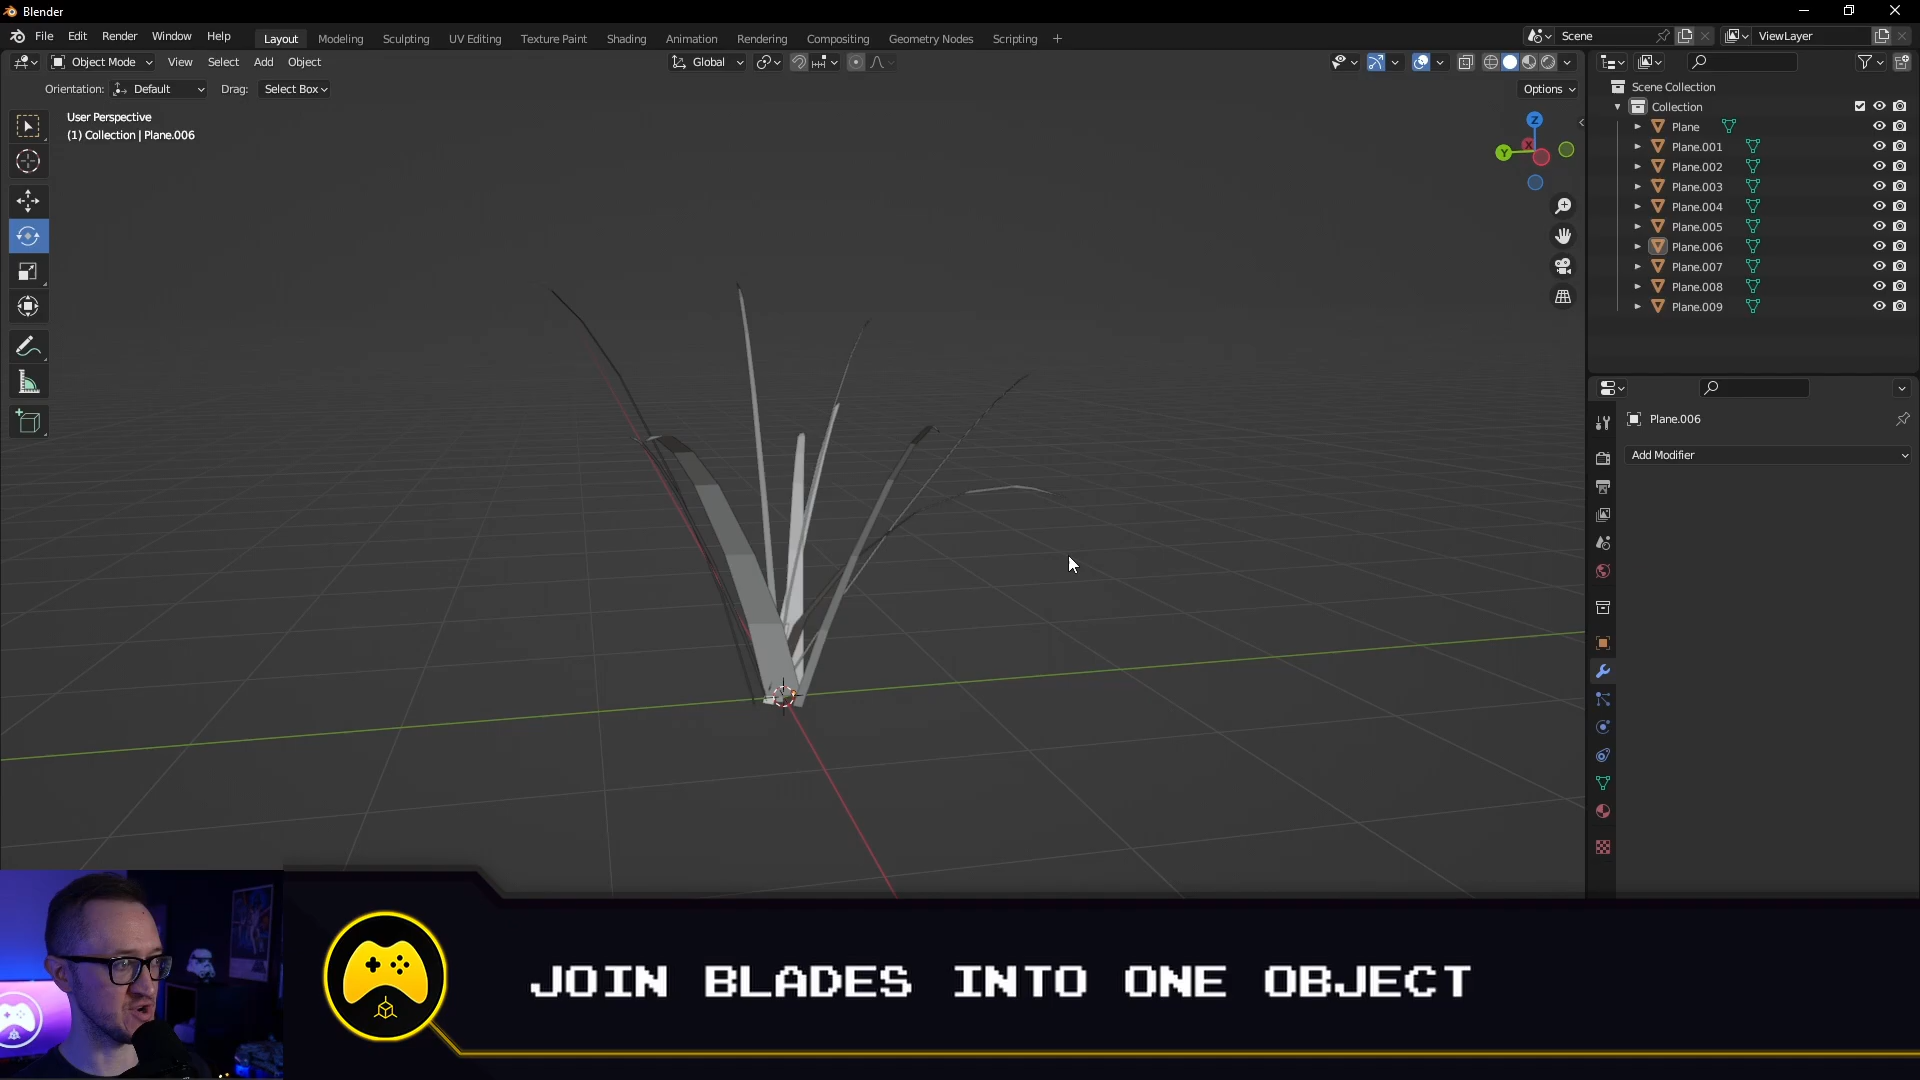 Blender
File Edit Render Window Help
Layout Modeling Sculpting UV Editing Texture Paint Shading Animation Rendering Compositing Geometry Nodes Scripting +
Scene
ViewLayer
Object Mode View Select Add Object
Global
Orientation: Default Drag: Select Box
Options
User Perspective
(1) Collection | Plane.006
Z
Y
X
Scene Collection
Collection
Plane
Plane.001
Plane.002
Plane.003
Plane.004
Plane.005
Plane.006
Plane.007
Plane.008
Plane.009
Plane.006
Add Modifier
JOIN BLADES INTO ONE OBJECT